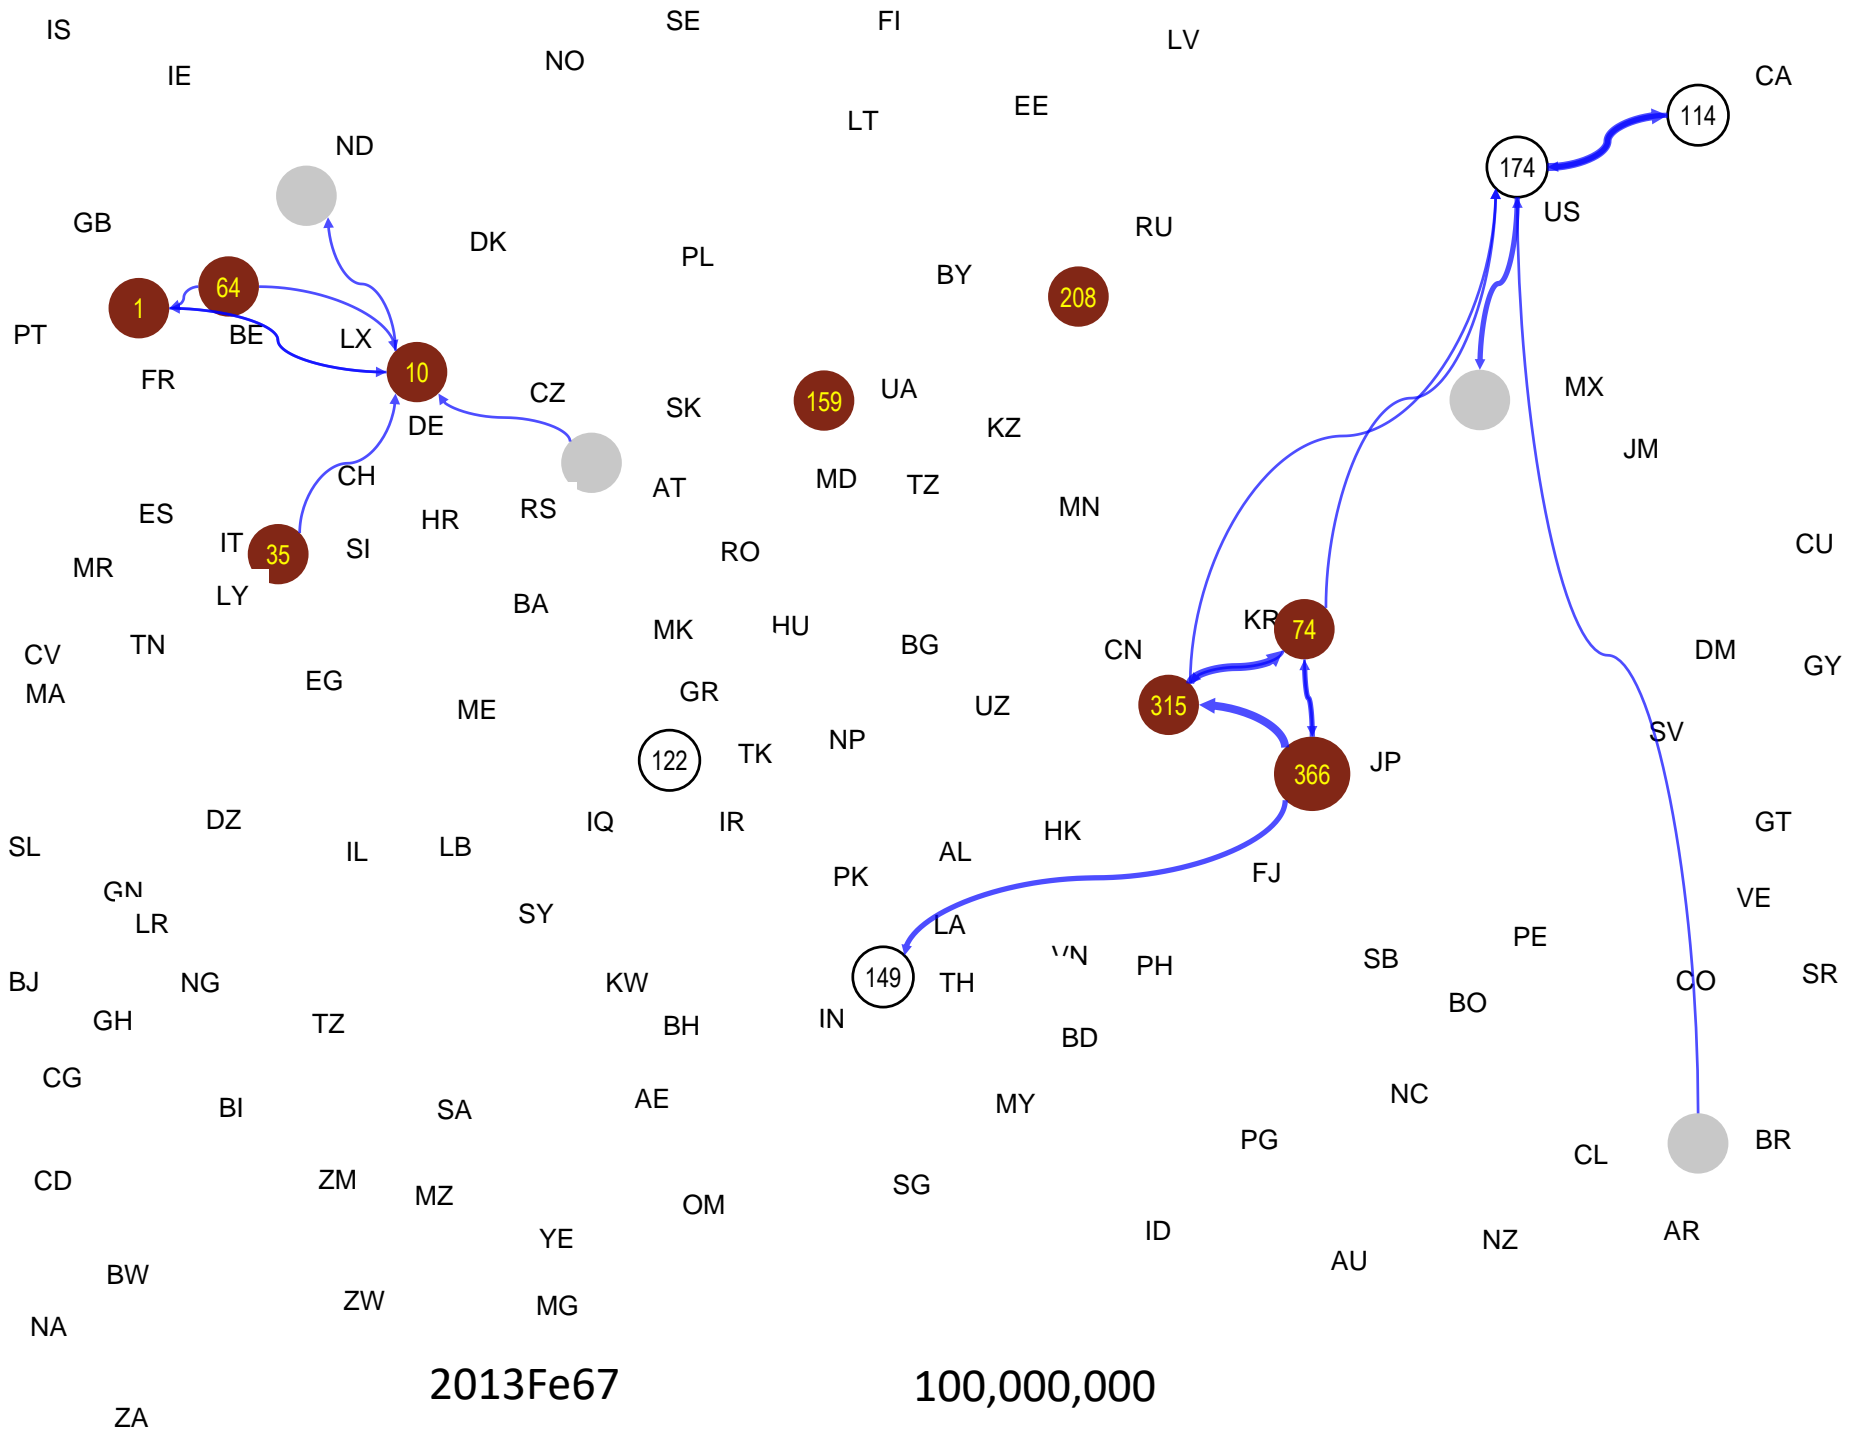 IS
SE
FI
LV
NO
IE
CA
EE
114
LT
ND
174
US
GB
RU
DK
PL
BY
64
208
1
PT
BE
LX
10
FR
CZ
UA
MX
159
SK
DE
KZ
JM
CH
MD
AT
TZ
RS
MN
ES
HR
IT
35
SI
RO
CU
MR
LY
BA
KR
74
MK
HU
TN
BG
CN
DM
CV
GY
EG
MA
GR
ME
UZ
315
SV
NP
TK
122
JP
366
DZ
IQ
IR
HK
GT
SL
IL
LB
AL
PK
FJ
GN
VE
LR
SY
LA
PE
VN
PH
SB
BJ
NG
KW
149
TH
CO
SR
BO
GH
TZ
BH
IN
BD
CG
BI
SA
AE
MY
NC
PG
BR
CL
CD
ZM
MZ
SG
OM
YE
ID
NZ
AR
AU
BW
ZW
MG
NA
2013Fe67
100,000,000
ZA